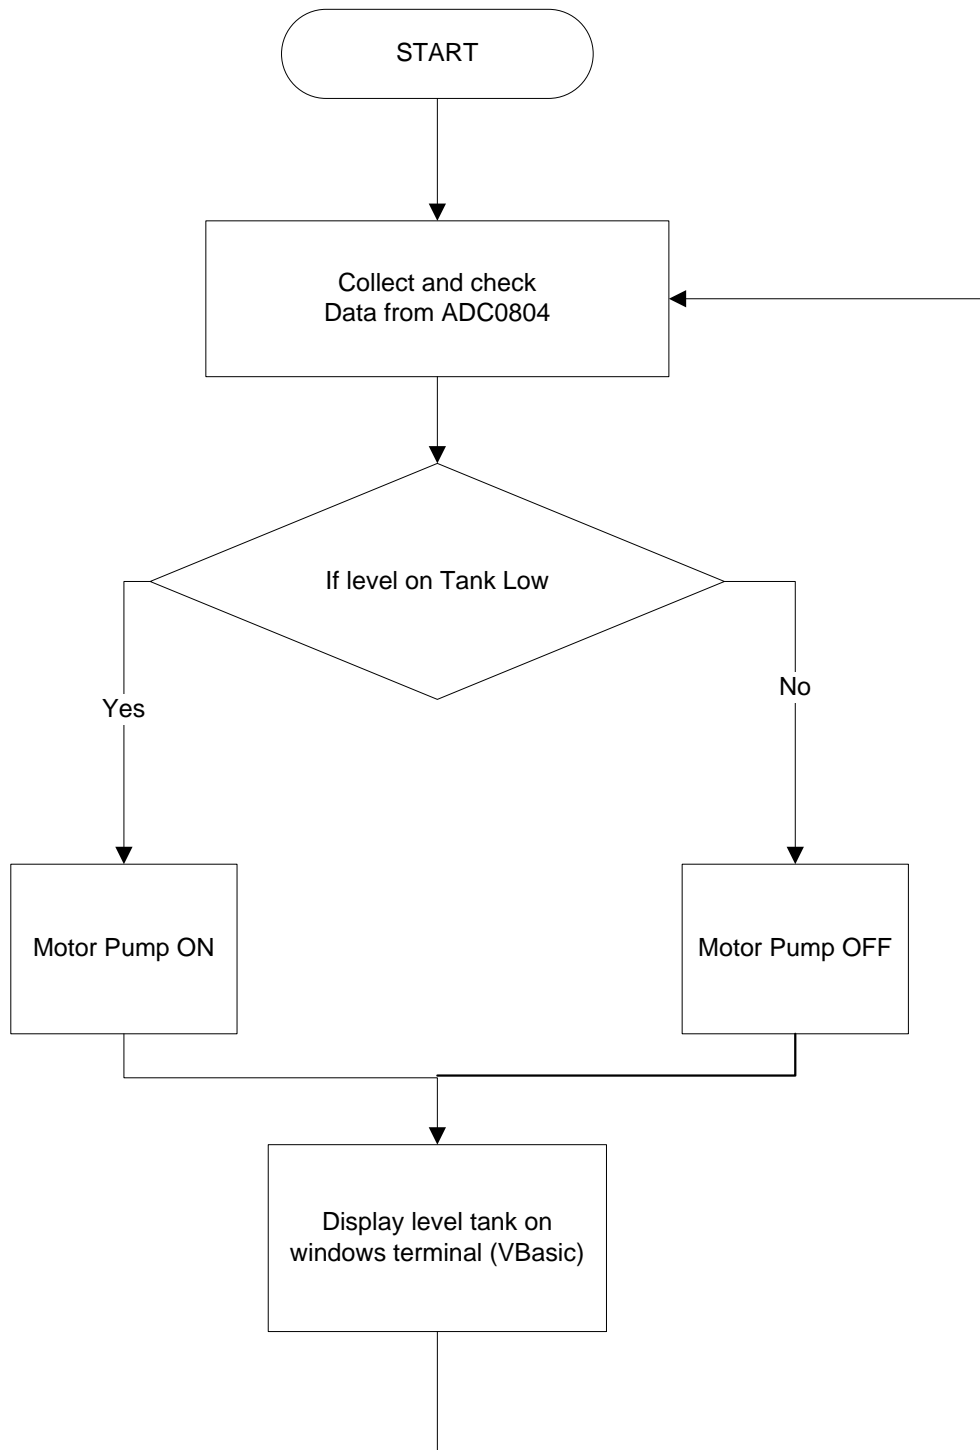 START
Collect and check
Data from ADC0804
If level on Tank Low
Yes
No
Motor Pump ON
Motor Pump OFF
Display level tank on
windows terminal (VBasic)